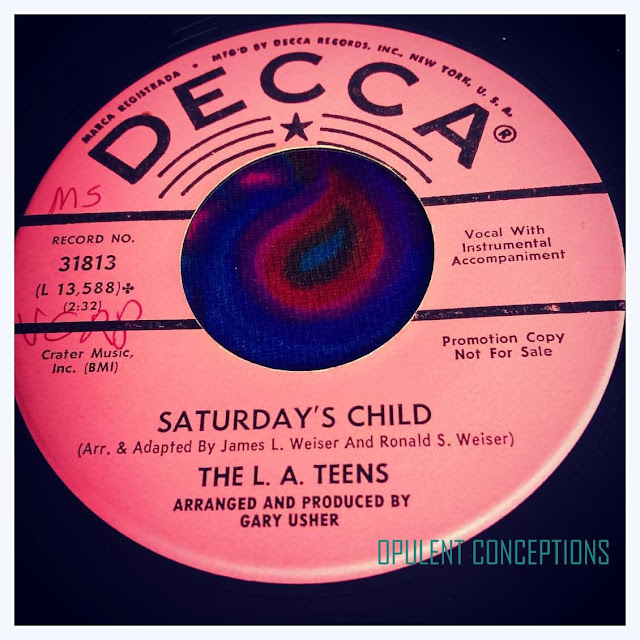 MARCA REGISTRADA • MFG'D BY DECCA RECORDS, INC., NEW YORK, U. S. A.
DECCA®
MS
RECORD NO.
31813
(L 13,588)✤
(2:32)
Crater Music,
Inc. (BMI)
Vocal With
Instrumental
Accompaniment
Promotion Copy
Not For Sale
SATURDAY'S CHILD
(Arr. & Adapted By James L. Weiser And Ronald S. Weiser)
THE L. A. TEENS
ARRANGED AND PRODUCED BY
GARY USHER
OPULENT CONCEPTIONS